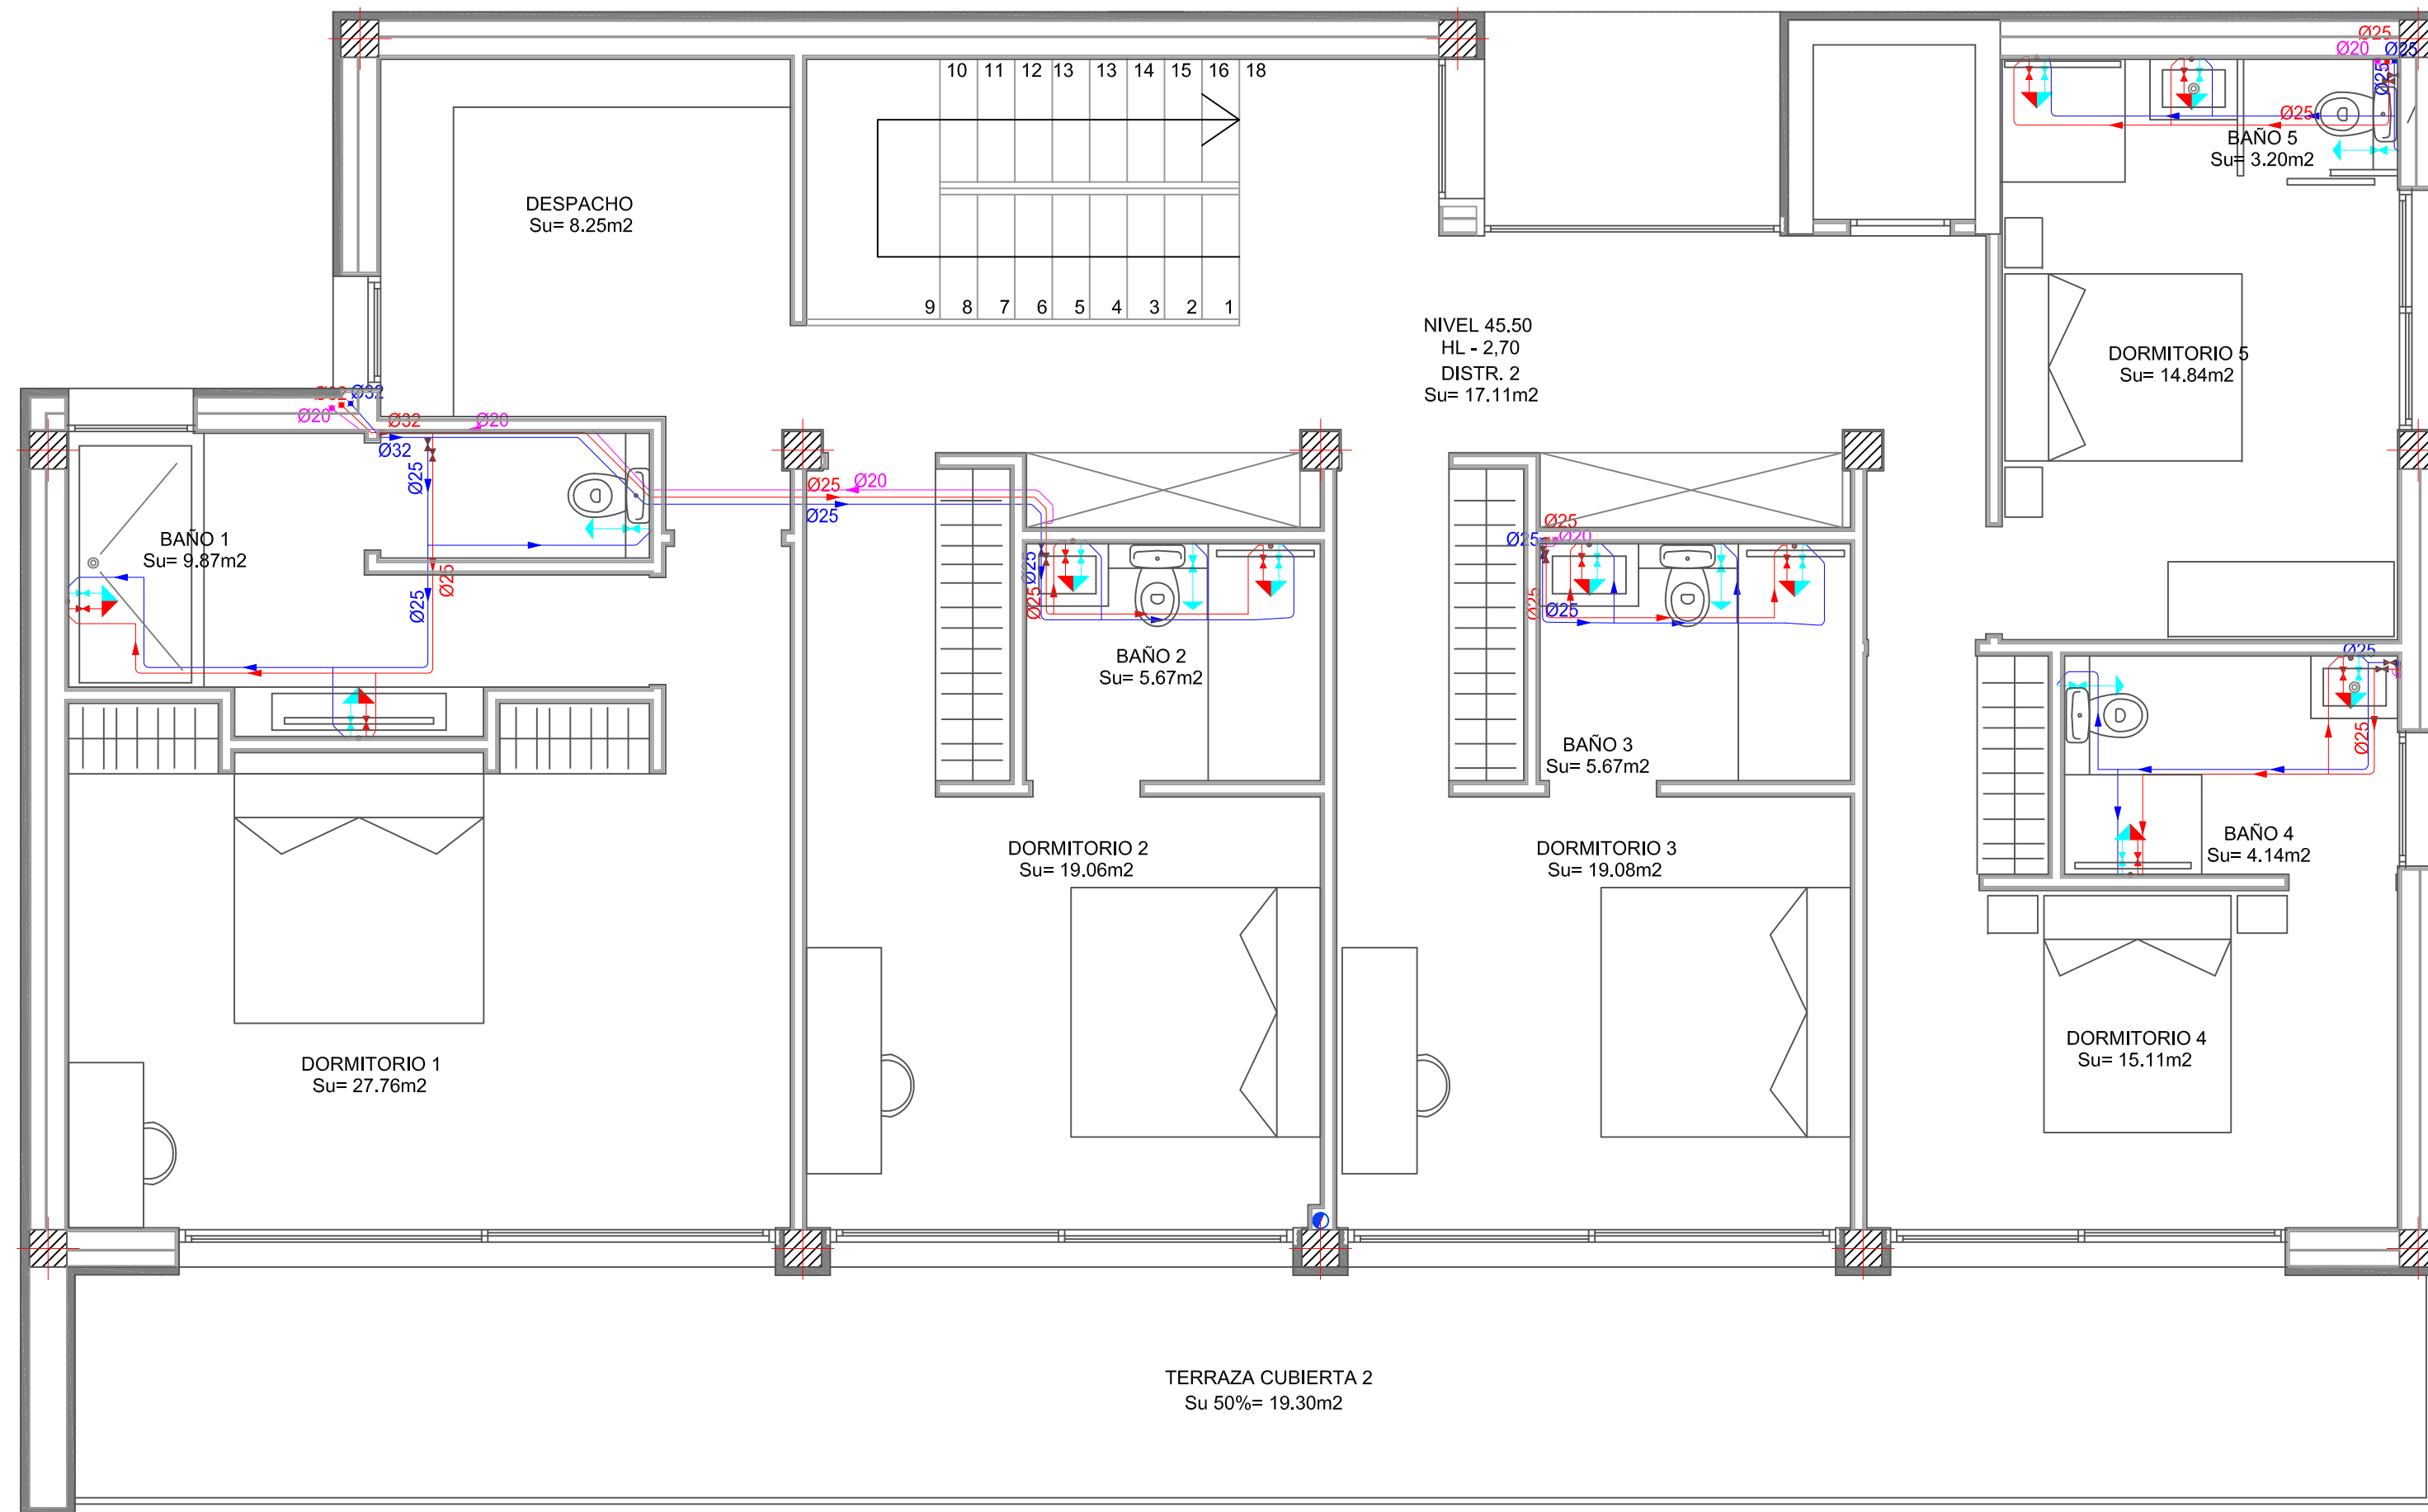 Ø25
Ø20 Ø25
10 11 12 13 13 14 15 16 18
Ø25
Ø25
BAÑO 5
Su= 3.20m2
DESPACHO
Su= 8.25m2
9 8 7 6 5 4 3 2 1
NIVEL 45.50
HL - 2,70
DISTR. 2
Su= 17.11m2
DORMITORIO 5
Su= 14.84m2
Ø32 Ø32
Ø20
Ø32
Ø20
Ø32
Ø25
Ø25
Ø20
Ø25
BAÑO 1
Su= 9.87m2
Ø25
Ø25
Ø25
Ø25
Ø25
Ø25
Ø20
Ø25
Ø25
BAÑO 2
Su= 5.67m2
BAÑO 3
Su= 5.67m2
Ø25
Ø25
BAÑO 4
Su= 4.14m2
DORMITORIO 2
Su= 19.06m2
DORMITORIO 3
Su= 19.08m2
DORMITORIO 4
Su= 15.11m2
DORMITORIO 1
Su= 27.76m2
TERRAZA CUBIERTA 2
Su 50%= 19.30m2